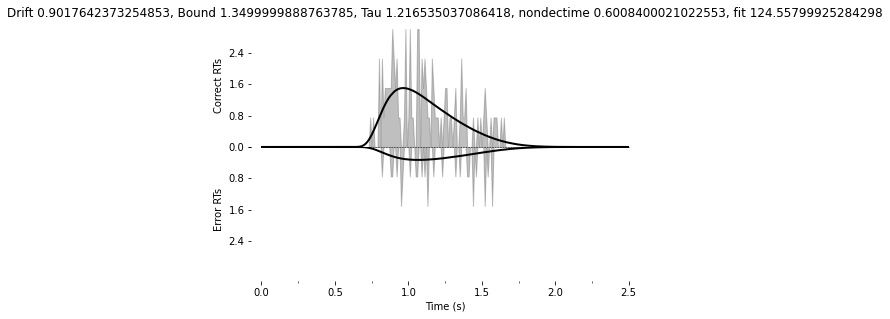 Drift 0.9017642373254853, Bound 1.3499999888763785, Tau 1.216535037086418, nondectime 0.6008400021022553, fit 124.55799925284298
2.4
1.6
0.8
0.0
0.8
1.6
2.4
Correct RTs
Error RTs
0.0 0.5 1.0 1.5 2.0 2.5
Time (s)